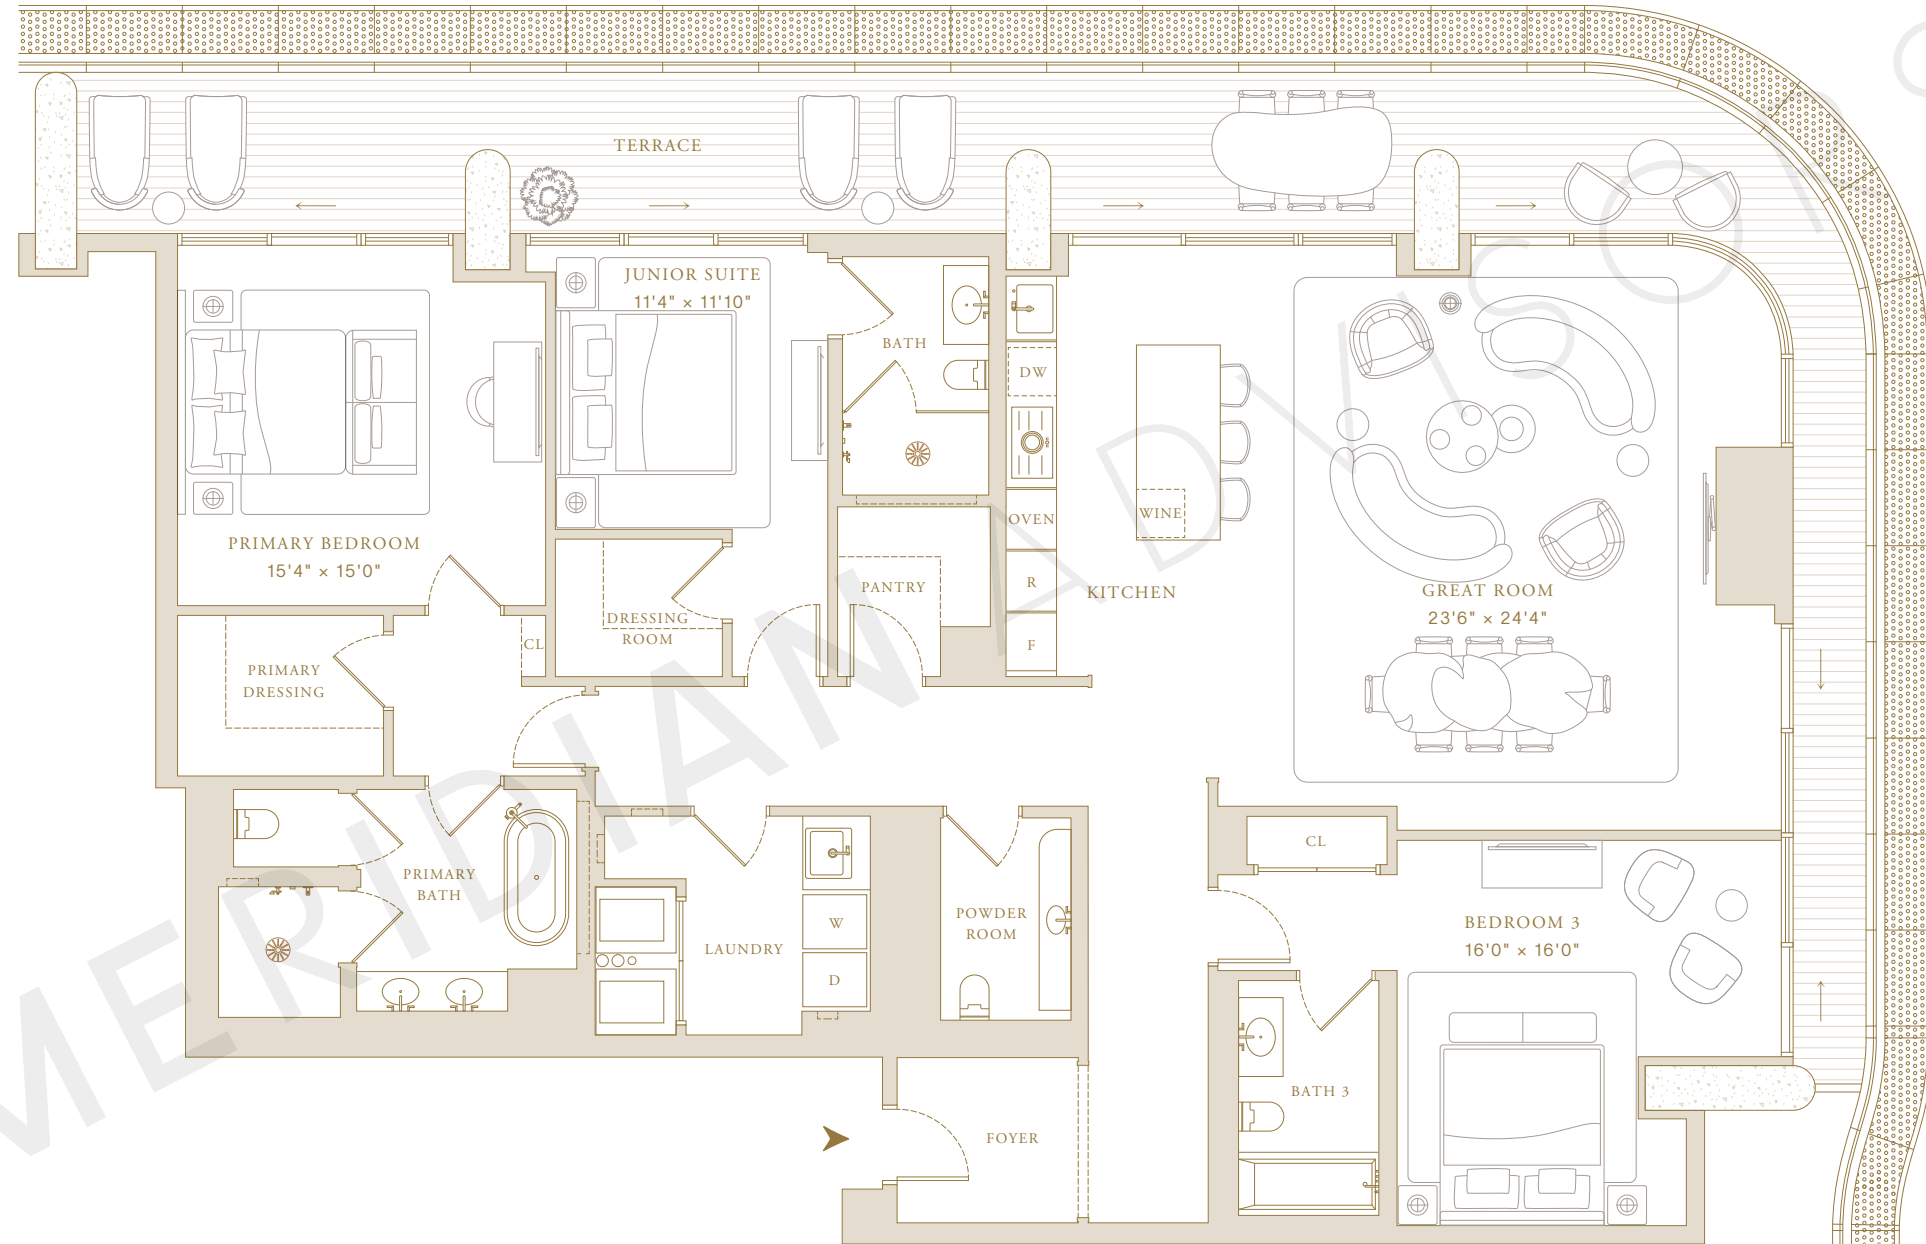 TERRACE
JUNIOR SUITE
11'4" × 11'10"
BATH
DW
OVEN
WINE
PRIMARY BEDROOM
15'4" × 15'0"
PANTRY
R
KITCHEN
GREAT ROOM
23'6" × 24'4"
DRESSING
ROOM
CL
F
PRIMARY
DRESSING
CL
PRIMARY
BATH
POWDER
ROOM
W
LAUNDRY
D
BEDROOM 3
16'0" × 16'0"
BATH 3
FOYER
MERIDIAN ADVISORY